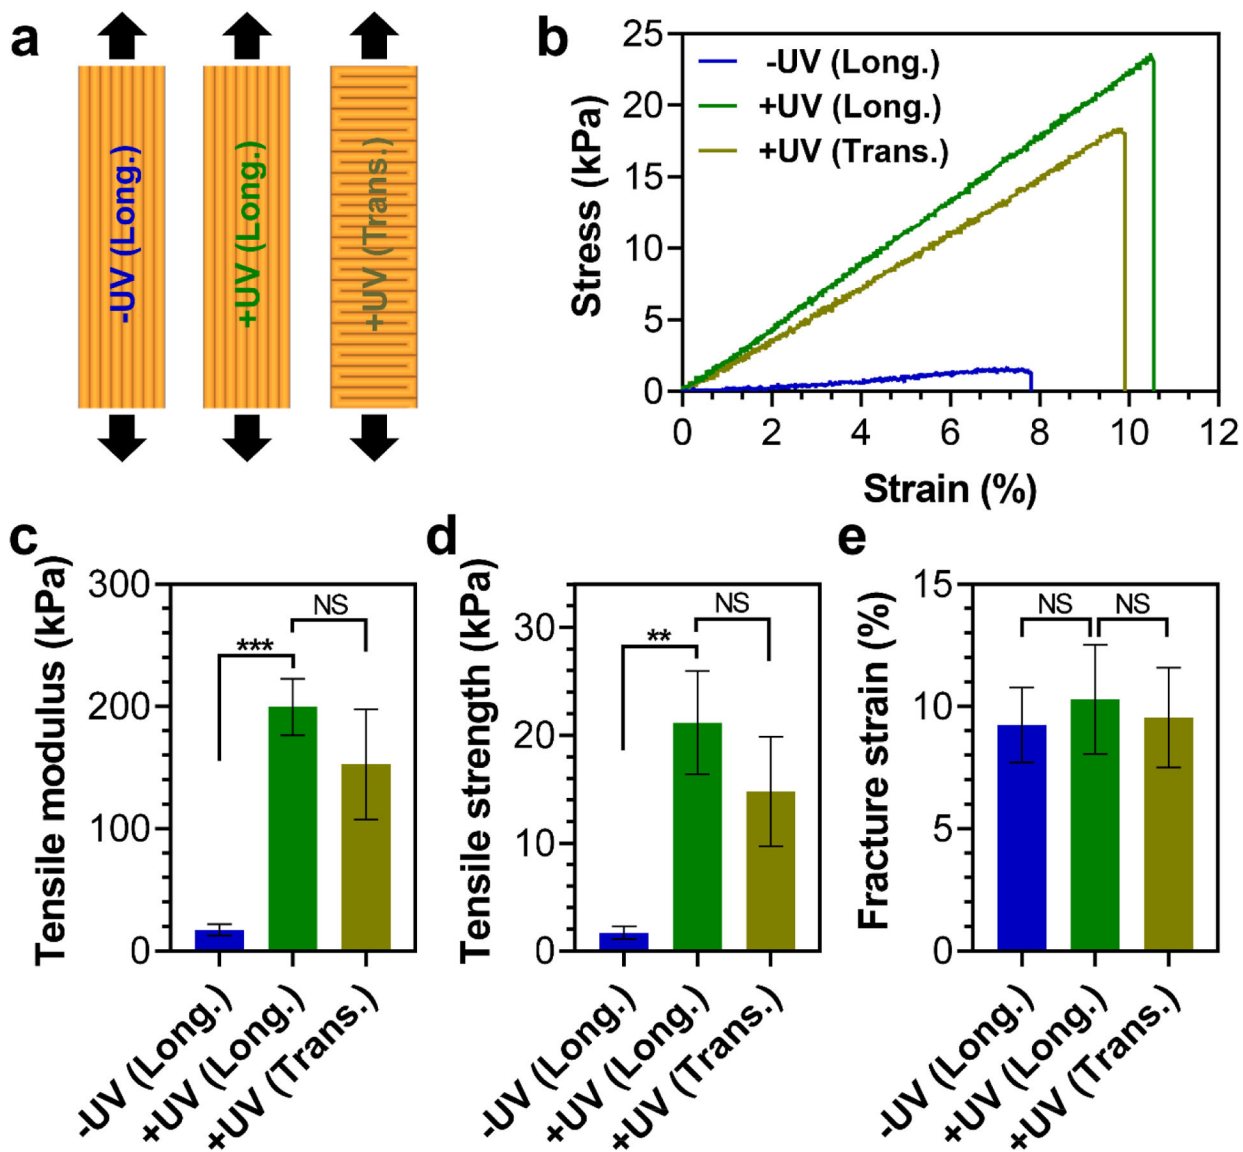 a
-UV (Long.)
+UV (Long.)
+UV (Trans.)
b
Stress (kPa)
25
20
15
10
5
0
-UV (Long.)
+UV (Long.)
+UV (Trans.)
0 2 4 6 8 10 12
Strain (%)
c
Tensile modulus (kPa)
300
200
100
0
***
NS
-UV (Long.)
+UV (Long.)
+UV (Trans.)
d
Tensile strength (kPa)
30
20
10
0
**
NS
-UV (Long.)
+UV (Long.)
+UV (Trans.)
e
Fracture strain (%)
15
10
5
0
NS NS
-UV (Long.)
+UV (Long.)
+UV (Trans.)